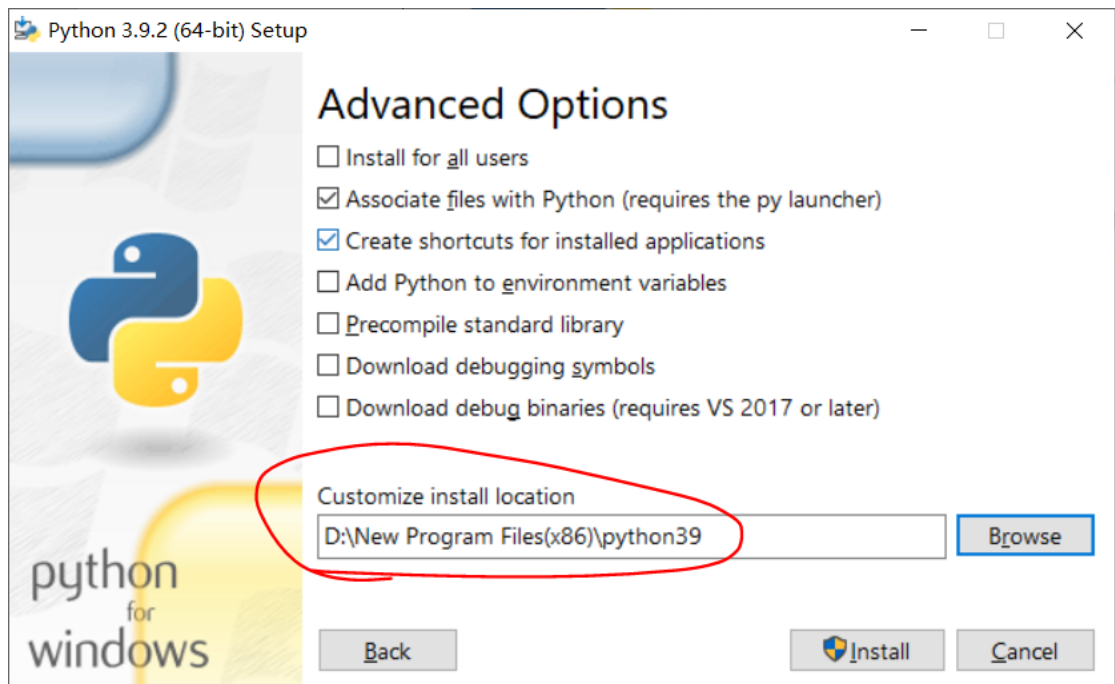 Python 3.9.2 (64-bit) Setup
Advanced Options
Install for all users
Associate files with Python (requires the py launcher)
Create shortcuts for installed applications
Add Python to environment variables
Precompile standard library
Download debugging symbols
Download debug binaries (requires VS 2017 or later)
Customize install location
D:\New Program Files(x86)\python39
Browse
python
for
windows
Back
Install
Cancel